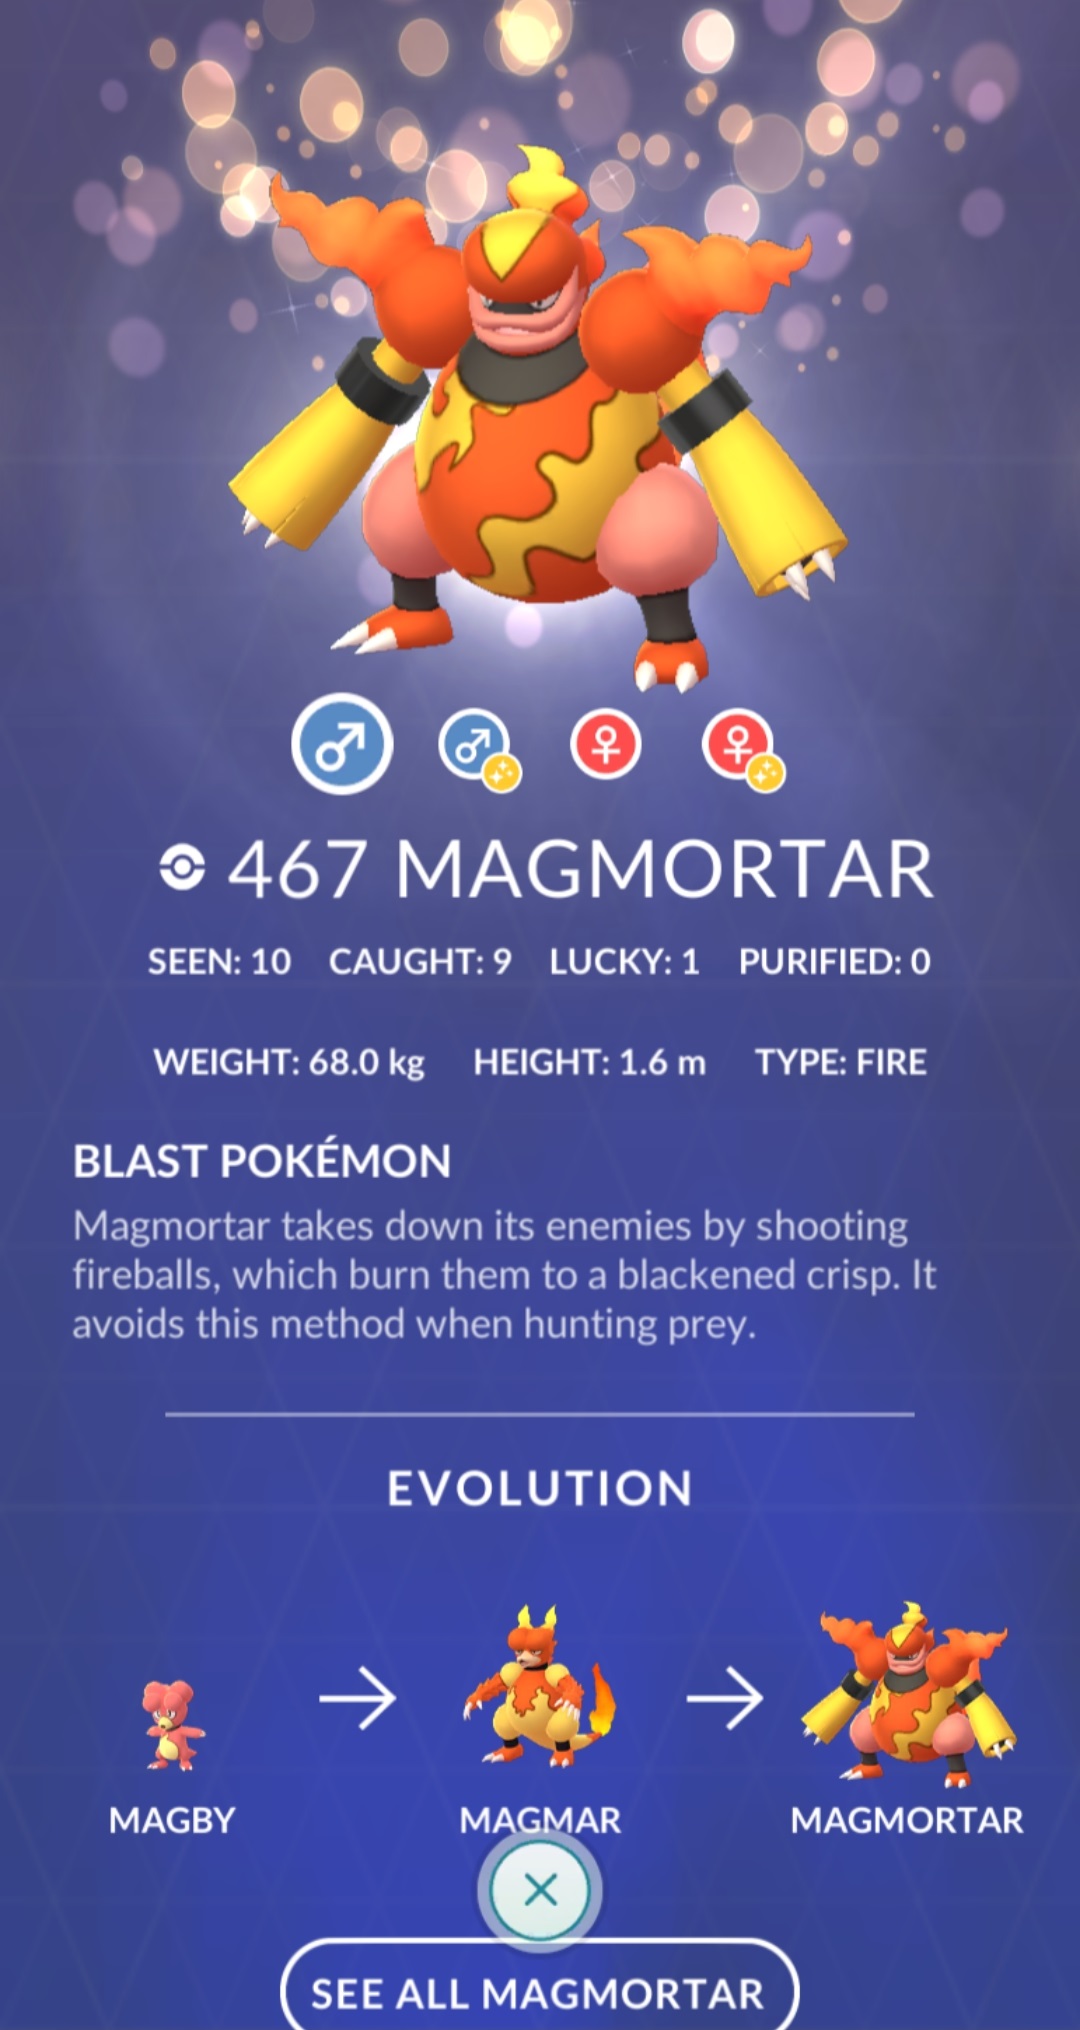 467 MAGMORTAR
SEEN: 10 CAUGHT: 9 LUCKY: 1 PURIFIED: 0
WEIGHT: 68.0 kg HEIGHT: 1.6 m TYPE: FIRE
BLAST POKÉMON
Magmortar takes down its enemies by shooting
fireballs, which burn them to a blackened crisp. It
avoids this method when hunting prey.
EVOLUTION
MAGBY MAGMAR MAGMORTAR
SEE ALL MAGMORTAR